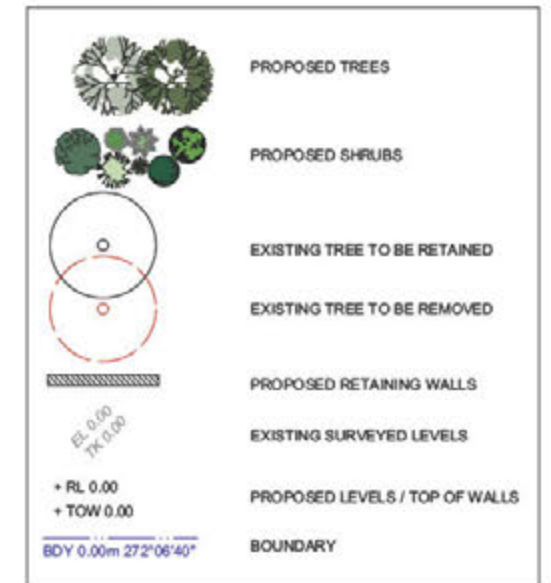 PROPOSED TREES
PROPOSED SHRUBS
EXISTING TREE TO BE RETAINED
EXISTING TREE TO BE REMOVED
PROPOSED RETAINING WALLS
EL 0.00
TK 0.00
EXISTING SURVEYED LEVELS
+ RL 0.00
+ TOW 0.00
PROPOSED LEVELS / TOP OF WALLS
BDY 0.00m 272°06'40"
BOUNDARY